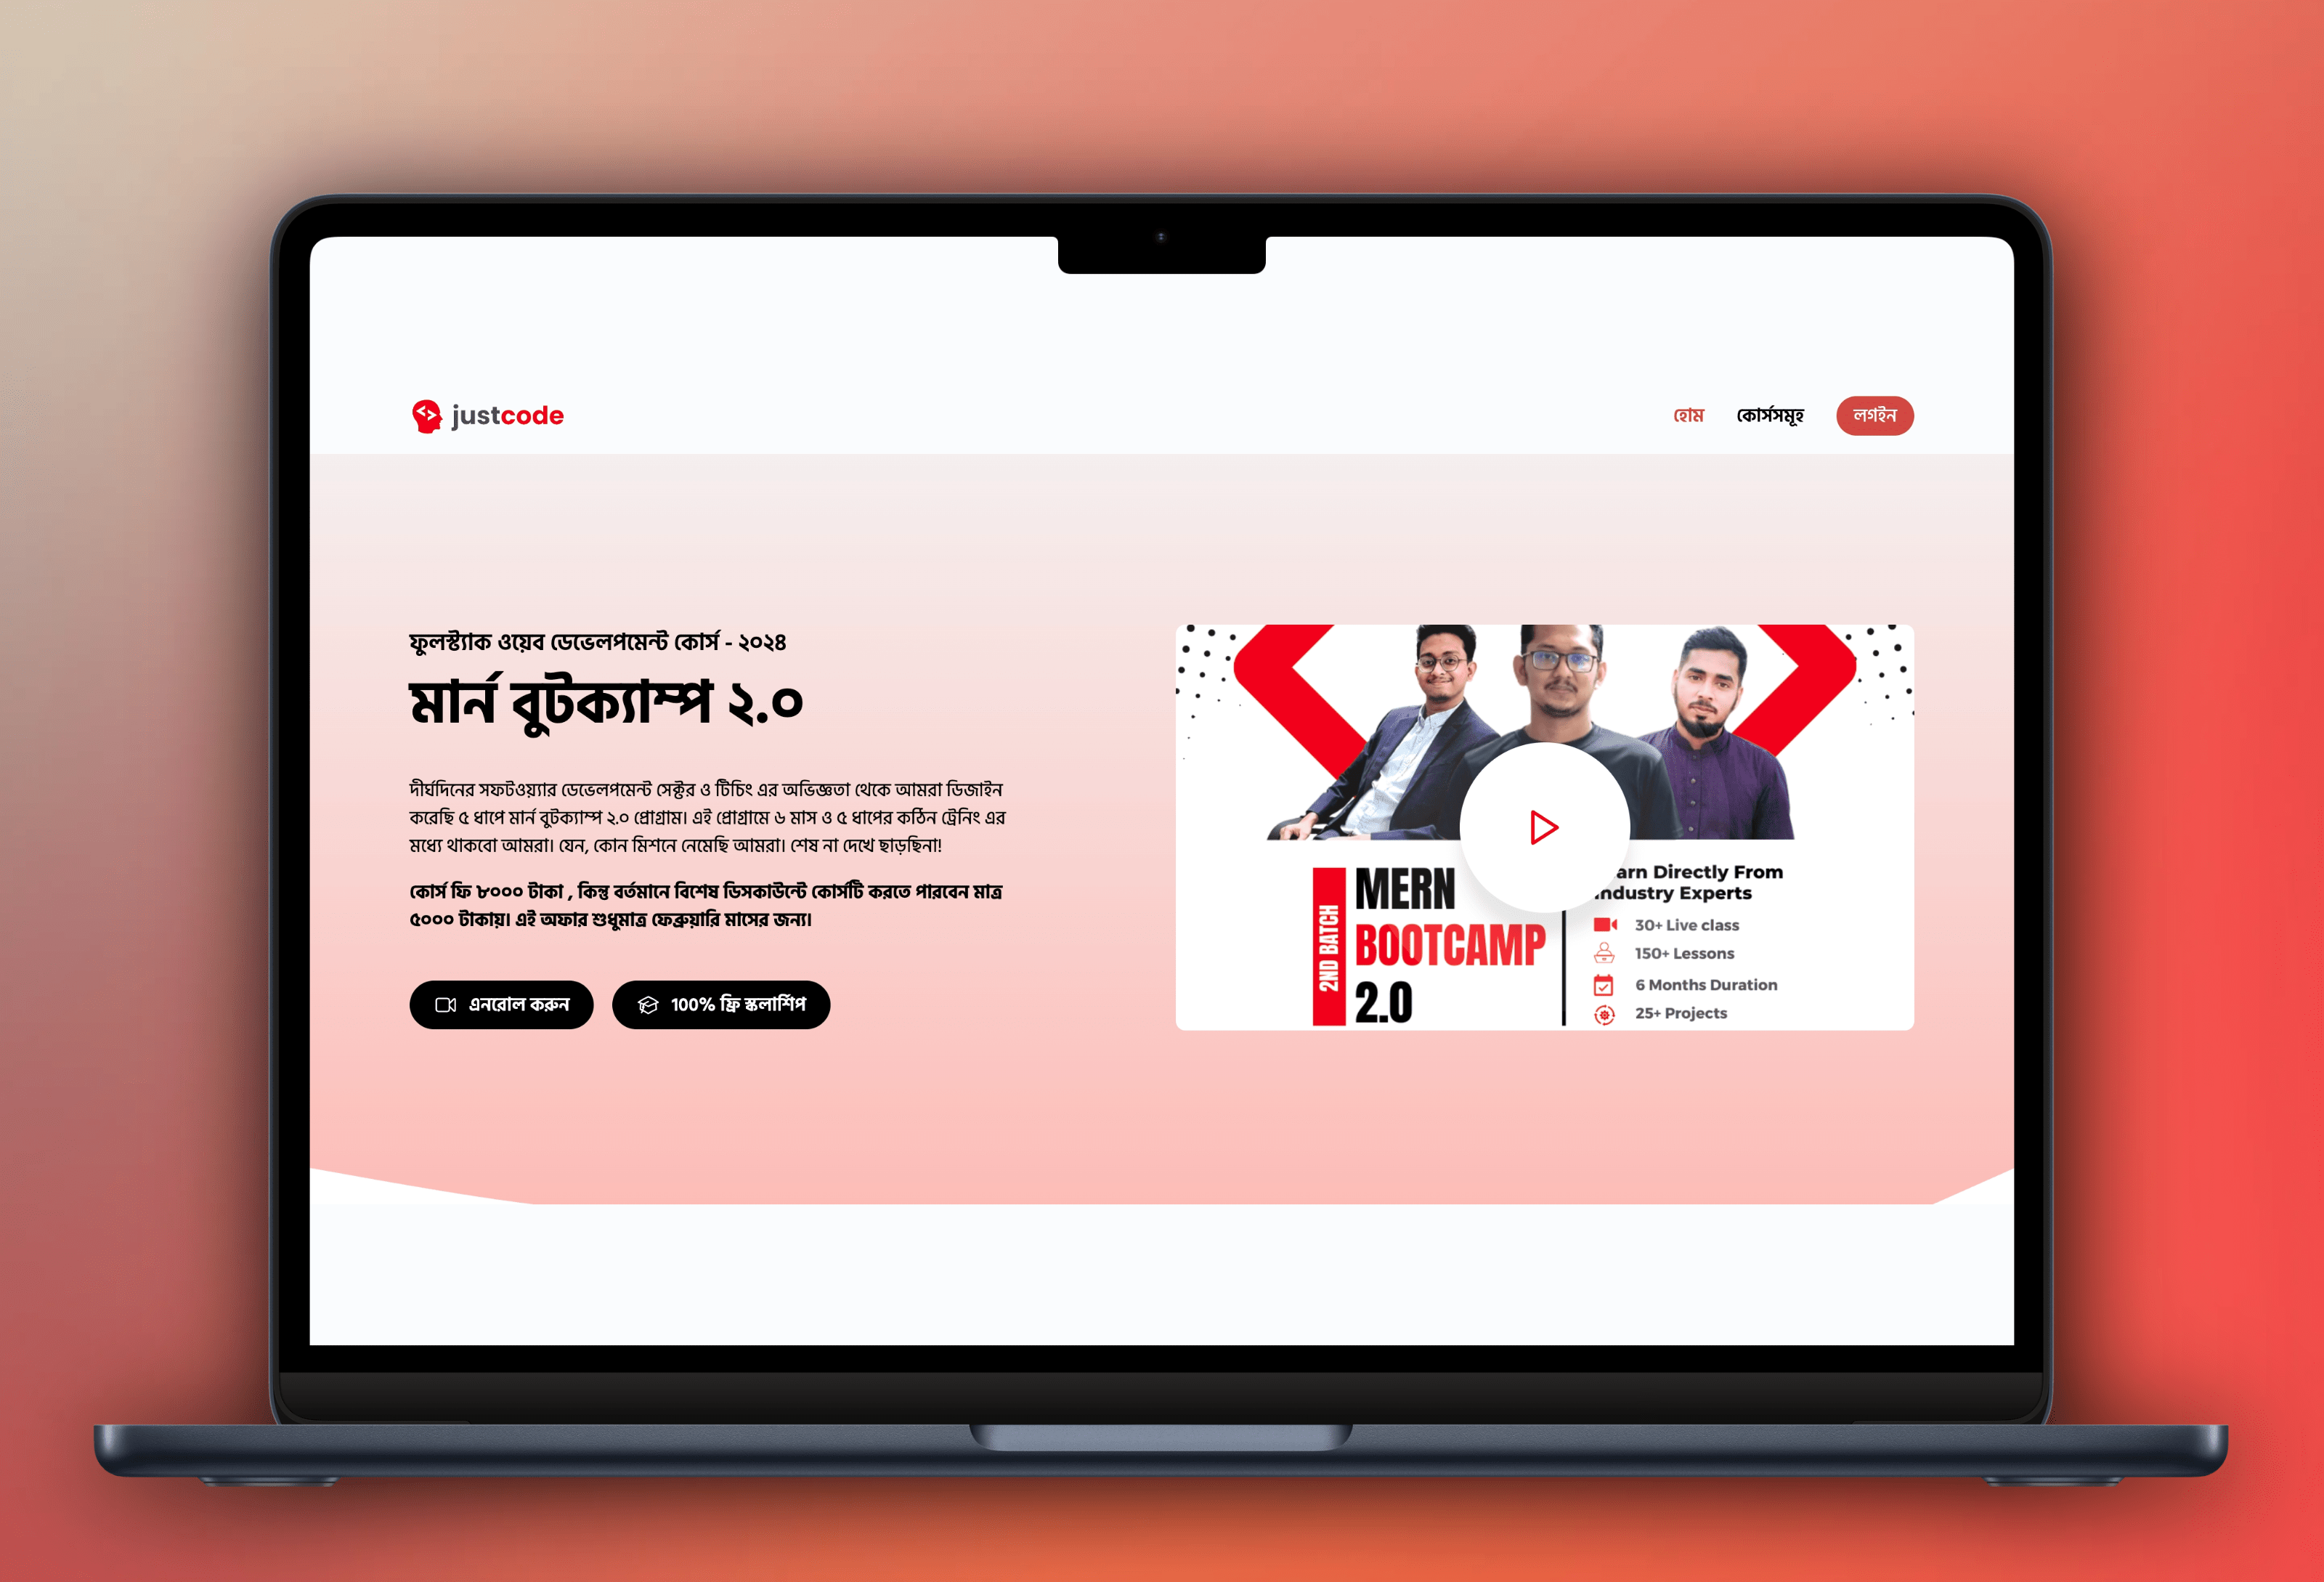 justcode
হোম
কোর্সসমূহ
লগইন
ফুলস্ট্যাক ওয়েব ডেভেলপমেন্ট কোর্স - ২০২৪
মার্ন বুটক্যাম্প ২.০
দীর্ঘদিনের সফটওয়্যার ডেভেলপমেন্ট সেক্টর ও টিচিং এর অভিজ্ঞতা থেকে আমরা ডিজাইন
করেছি ৫ ধাপে মার্ন বুটক্যাম্প ২.০ প্রোগ্রাম। এই প্রোগ্রামে ৬ মাস ও ৫ ধাপের কঠিন ট্রেনিং এর
মধ্যে থাকবো আমরা। যেন, কোন মিশনে নেমেছি আমরা। শেষ না দেখে ছাড়ছিনা!
কোর্স ফি ৮০০০ টাকা , কিন্তু বর্তমানে বিশেষ ডিসকাউন্টে কোর্সটি করতে পারবেন মাত্র
৫০০০ টাকায়। এই অফার শুধুমাত্র ফেব্রুয়ারি মাসের জন্য।
এনরোল করুন
100% ফ্রি স্কলার্শিপ
2ND BATCH
MERN
BOOTCAMP
2.0
arn Directly From
ndustry Experts
30+ Live class
150+ Lessons
6 Months Duration
25+ Projects